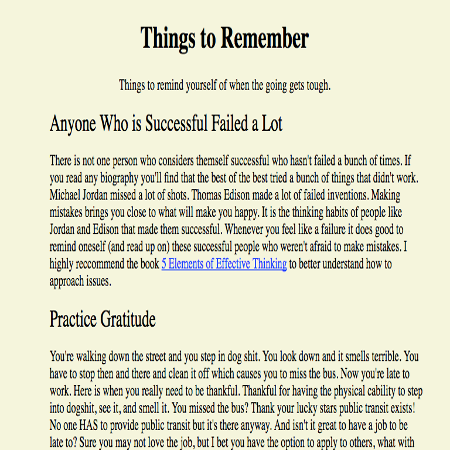 Things to Remember
Things to remind yourself of when the going gets tough.
Anyone Who is Successful Failed a Lot
There is not one person who considers themself successful who hasn't failed a bunch of times. If
you read any biography you'll find that the best of the best tried a bunch of things that didn't work.
Michael Jordan missed a lot of shots. Thomas Edison made a lot of failed inventions. Making
mistakes brings you close to what will make you happy. It is the thinking habits of people like
Jordan and Edison that made them successful. Whenever you feel like a failure it does good to
remind oneself (and read up on) these successful people who weren't afraid to make mistakes. I
highly reccommend the book 5 Elements of Effective Thinking to better understand how to
approach issues.
Practice Gratitude
You're walking down the street and you step in dog shit. You look down and it smells terrible. You
have to stop then and there and clean it off which causes you to miss the bus. Now you're late to
work. Here is when you really need to be thankful. Thankful for having the physical cability to step
into dogshit, see it, and smell it. You missed the bus? Thank your lucky stars public transit exists!
No one HAS to provide public transit but it's there anyway. And isn't it great to have a job to be
late to? Sure you may not love the job, but I bet you have the option to apply to others, what with